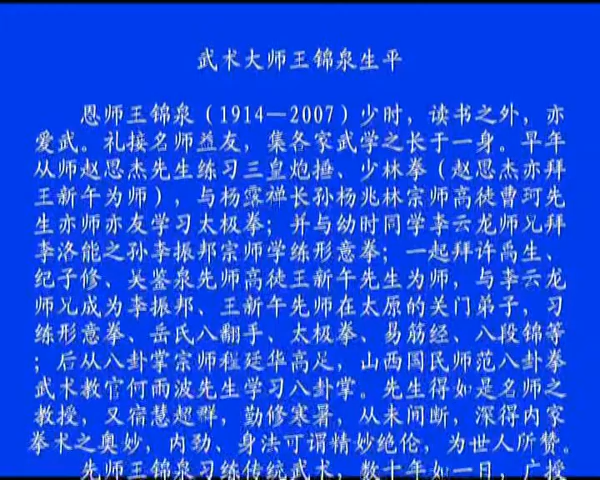 武术大师王锦泉生平
恩师王锦泉（1914—2007）少时，读书之外，亦
爱武。礼接名师益友，集各家武学之长于一身。早年
从师赵思杰先生练习三皇炮捶、少林拳（赵思杰亦拜
王新午为师），与杨露禅长孙杨兆林宗师高徒曹珂先
生亦师亦友学习太极拳；并与幼时同学李云龙师兄拜
李洛能之孙李振邦宗师学练形意拳；一起拜许禹生、
纪子修、吴鉴泉先师高徒王新午先生为师，与李云龙
师兄成为李振邦、王新午先师在太原的关门弟子，习
练形意拳、岳氏八翻手、太极拳、易筋经、八段锦等
；后从八卦掌宗师程廷华高足，山西国民师范八卦拳
武术教官何雨波先生学习八卦掌。先生得如是名师之
教授，又宿慧超群，勤修寒暑，从未间断，深得内家
拳术之奥妙，内劲、身法可谓精妙绝伦，为世人所赞。
先师王锦泉习练传统武术，数十年如一日，广授